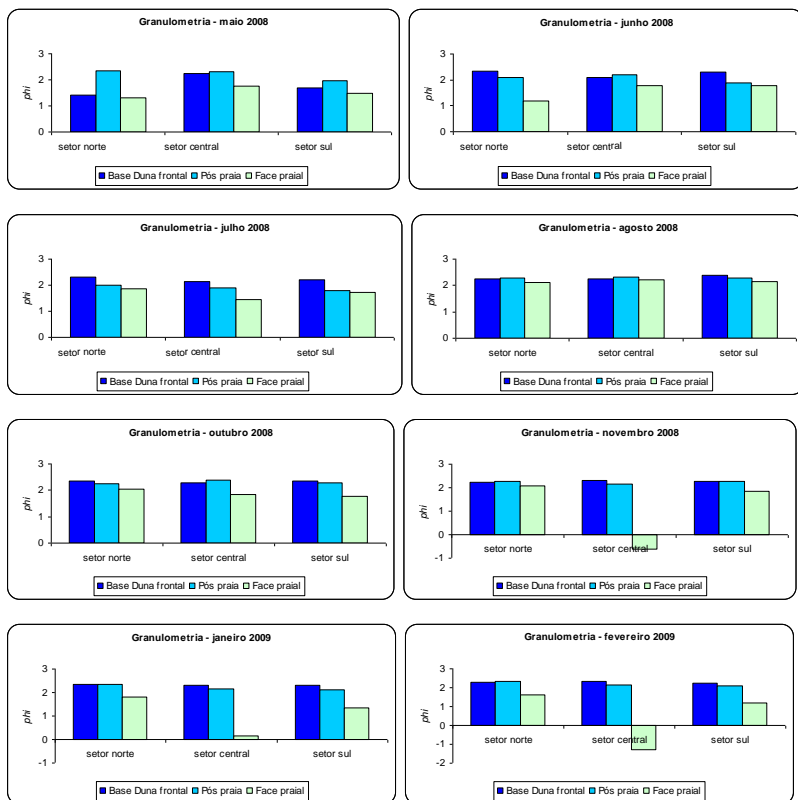 Granulometria - maio 2008
3
2
1
0
phi
setor norte setor central setor sul
Base Duna frontal Pós praia Face praial
Granulometria - junho 2008
3
2
1
0
phi
setor norte setor central setor sul
Base Duna frontal Pós praia Face praial
Granulometria - julho 2008
3
2
1
0
phi
setor norte setor central setor sul
Base Duna frontal Pós praia Face praial
Granulometria - agosto 2008
3
2
1
0
phi
setor norte setor central setor sul
Base Duna frontal Pós praia Face praial
Granulometria - outubro 2008
3
2
1
0
phi
setor norte setor central setor sul
Base Duna frontal Pós praia Face praial
Granulometria - novembro 2008
3
2
1
0
-1
phi
setor norte setor central setor sul
Base Duna frontal Pós praia Face praial
Granulometria - janeiro 2009
3
2
1
0
-1
phi
setor norte setor central setor sul
Base Duna frontal Pós praia Face praial
Granulometria - fevereiro 2009
3
2
1
0
-1
-2
phi
setor norte setor central setor sul
Base Duna frontal Pós praia Face praial